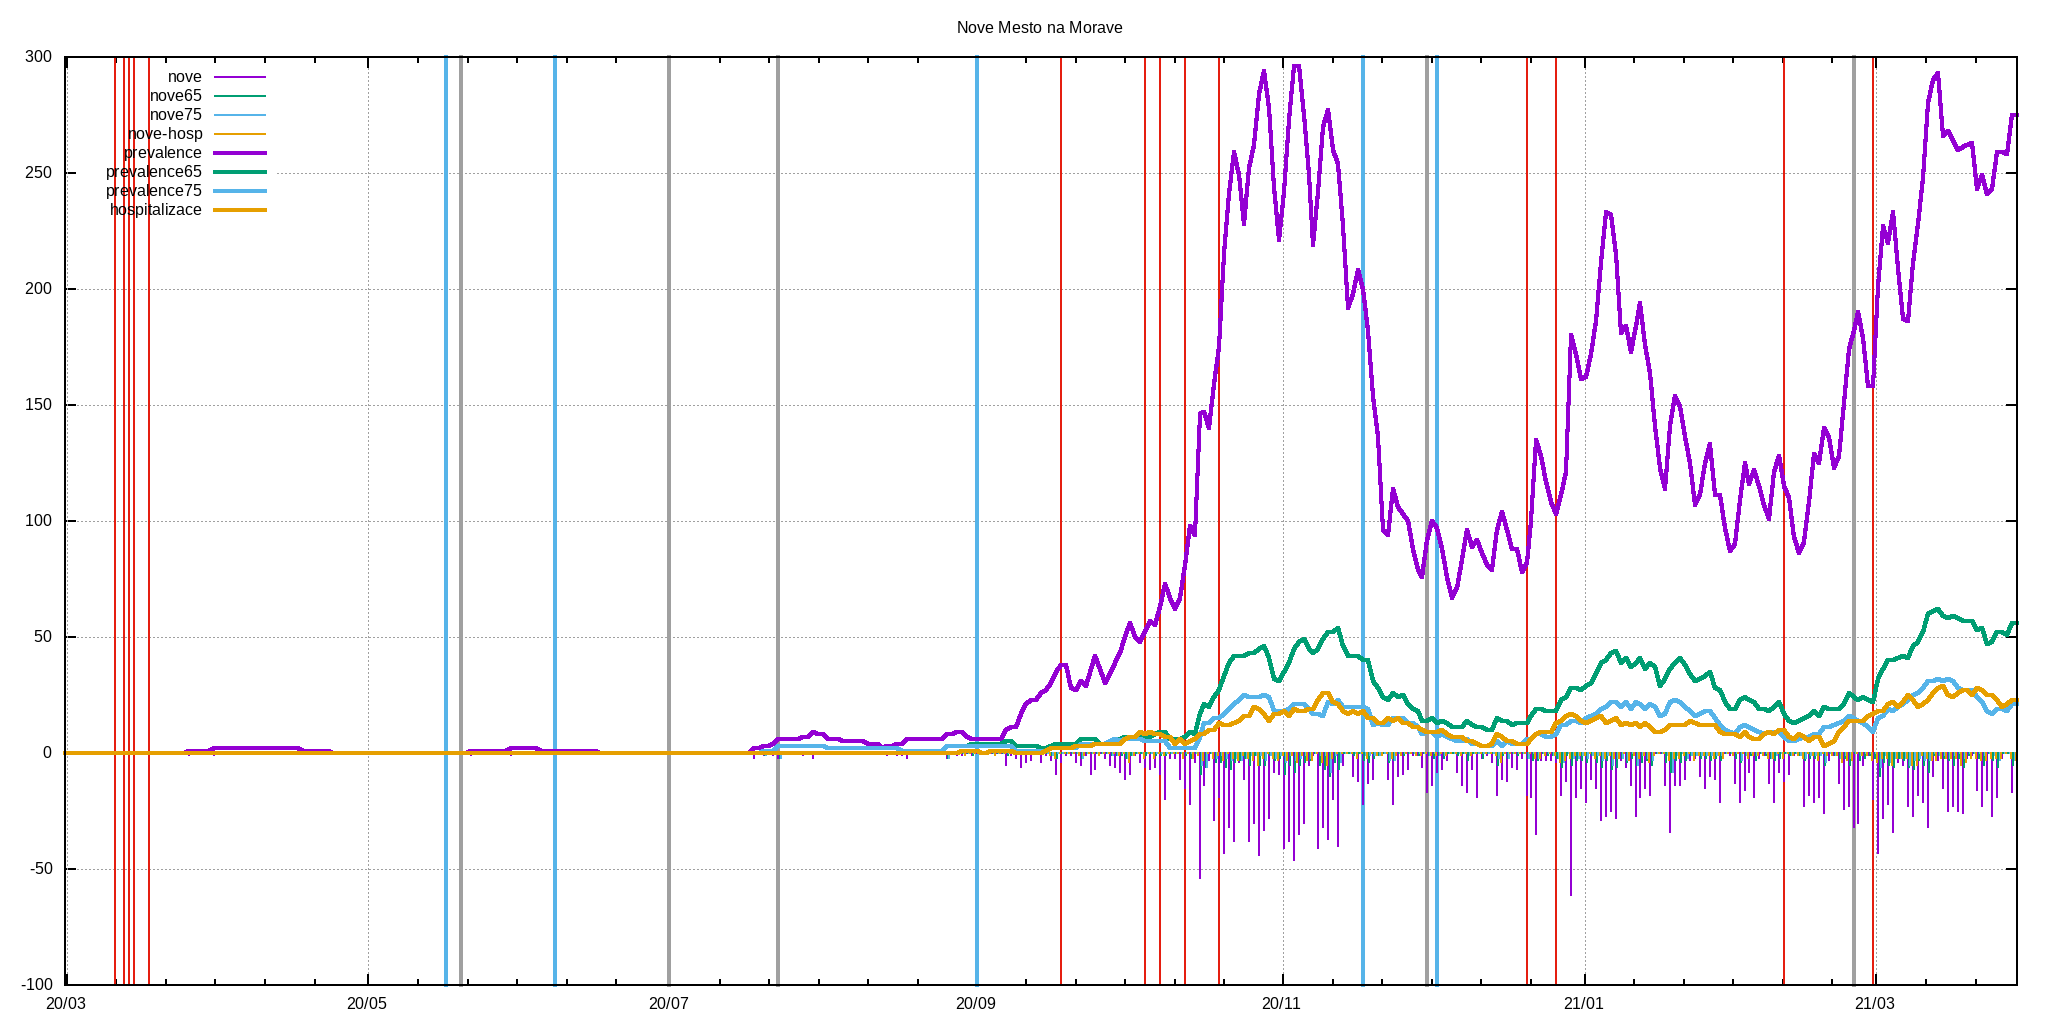 Nove Mesto na Morave
300
250
200
150
100
50
0
-50
-100
nove
nove65
nove75
nove-hosp
prevalence
prevalence65
prevalence75
hospitalizace
20/03 20/05 20/07 20/09 20/11 21/01 21/03